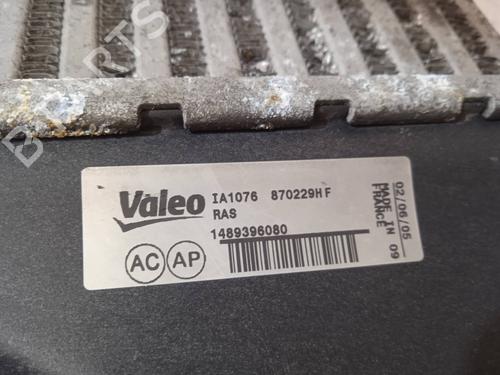 Valeo
IA1076 870229HF
RAS
1489396080
AC AP
02/06/05
MADE IN
FRANCE 09